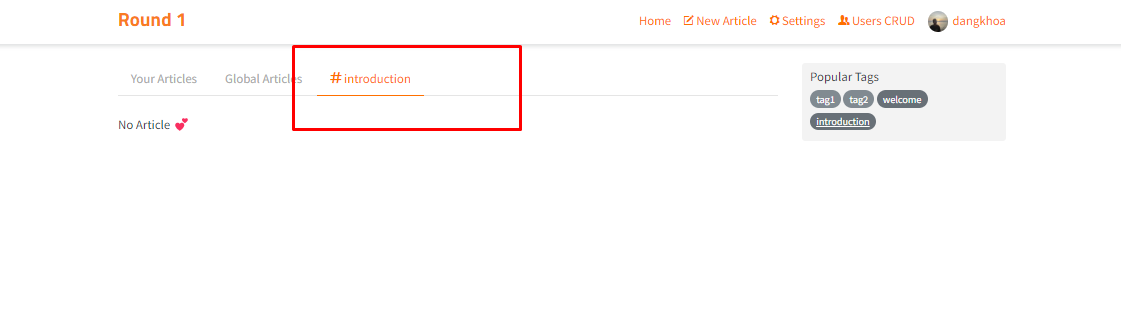 Round 1
Home New Article Settings Users CRUD dangkhoa
Your Articles Global Articles #introduction
No Article 💕
Popular Tags
tag1 tag2 welcome
introduction